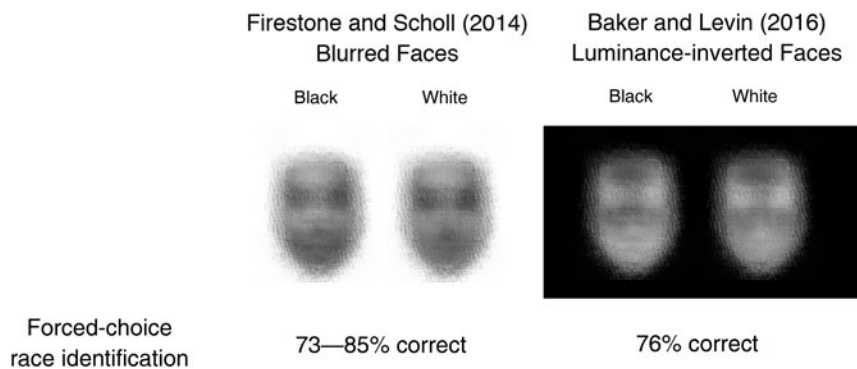 Firestone and Scholl (2014)
Blurred Faces
Baker and Levin (2016)
Luminance-inverted Faces
Black
White
Black
White
Forced-choice
race identification
73—85% correct
76% correct